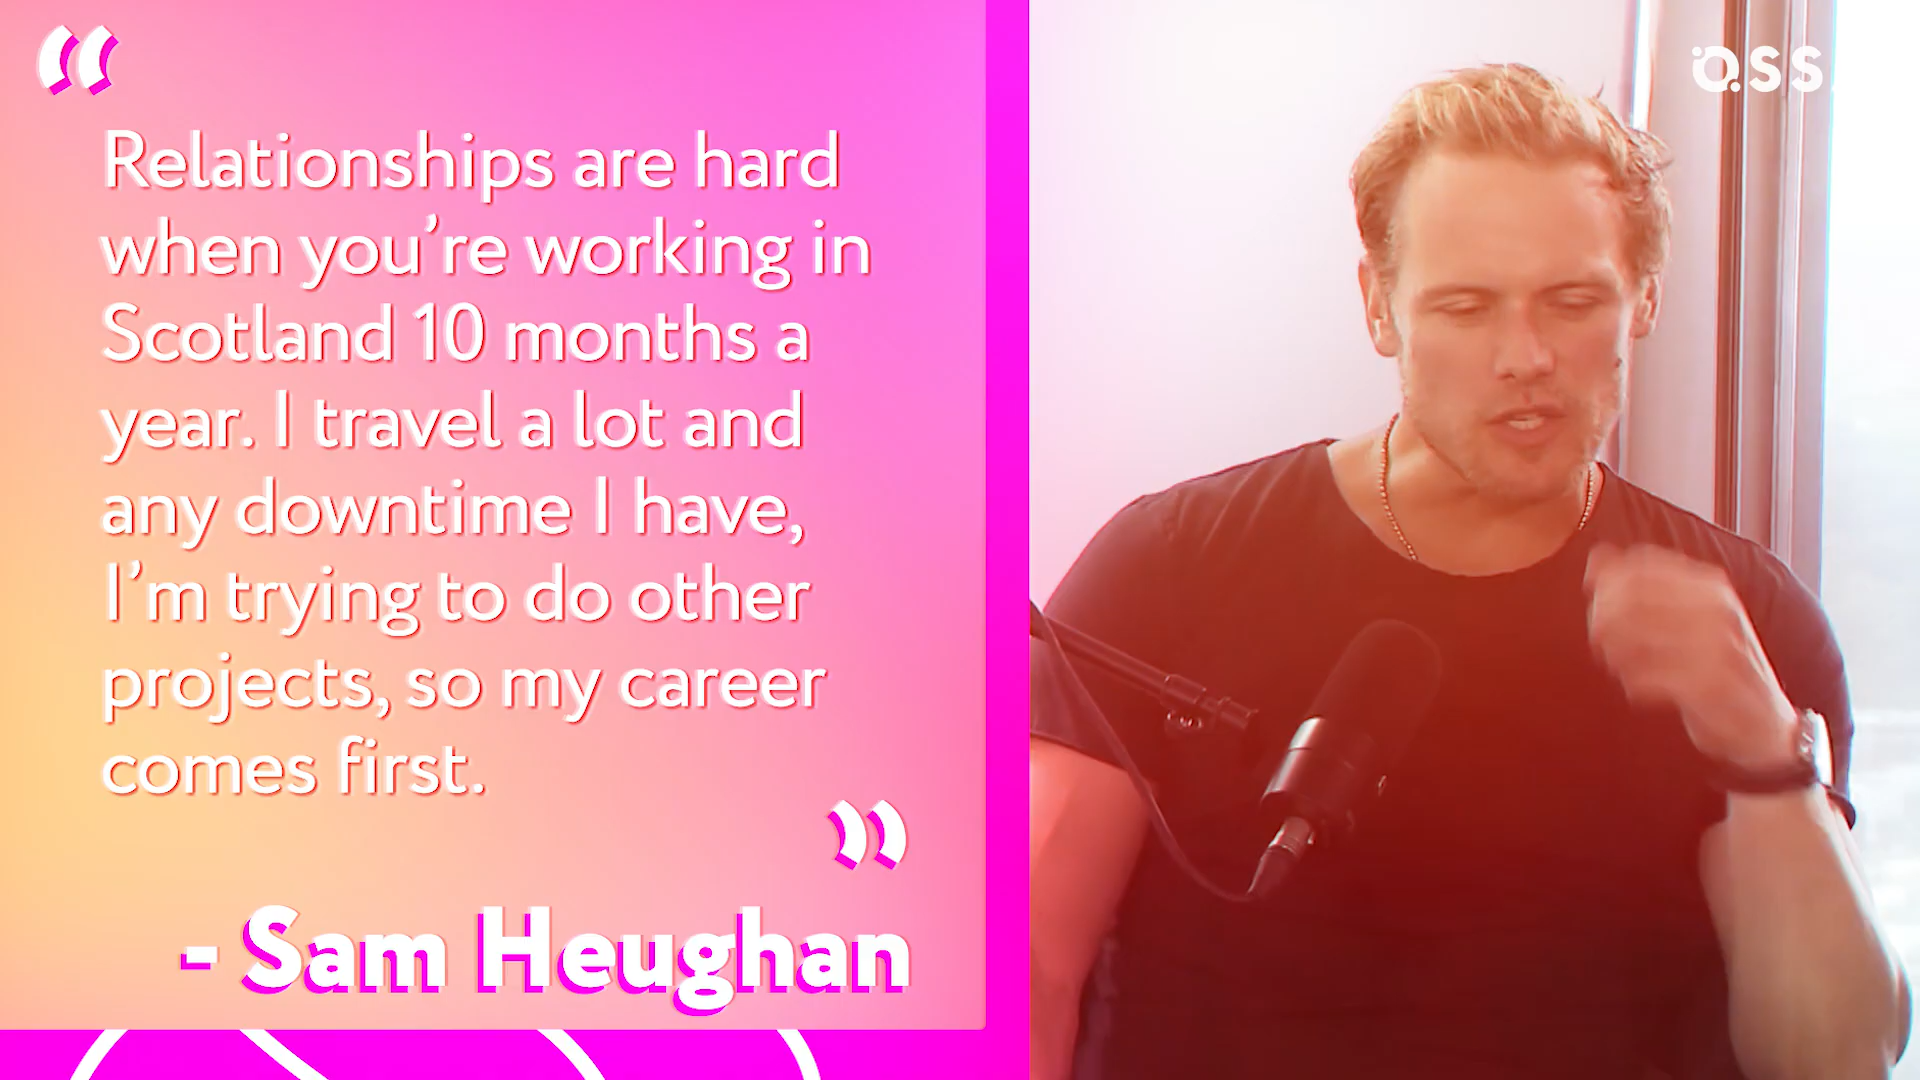 “
Relationships are hard
when you’re working in
Scotland 10 months a
year. I travel a lot and
any downtime I have,
I’m trying to do other
projects, so my career
comes first.
”
- Sam Heughan
QSS